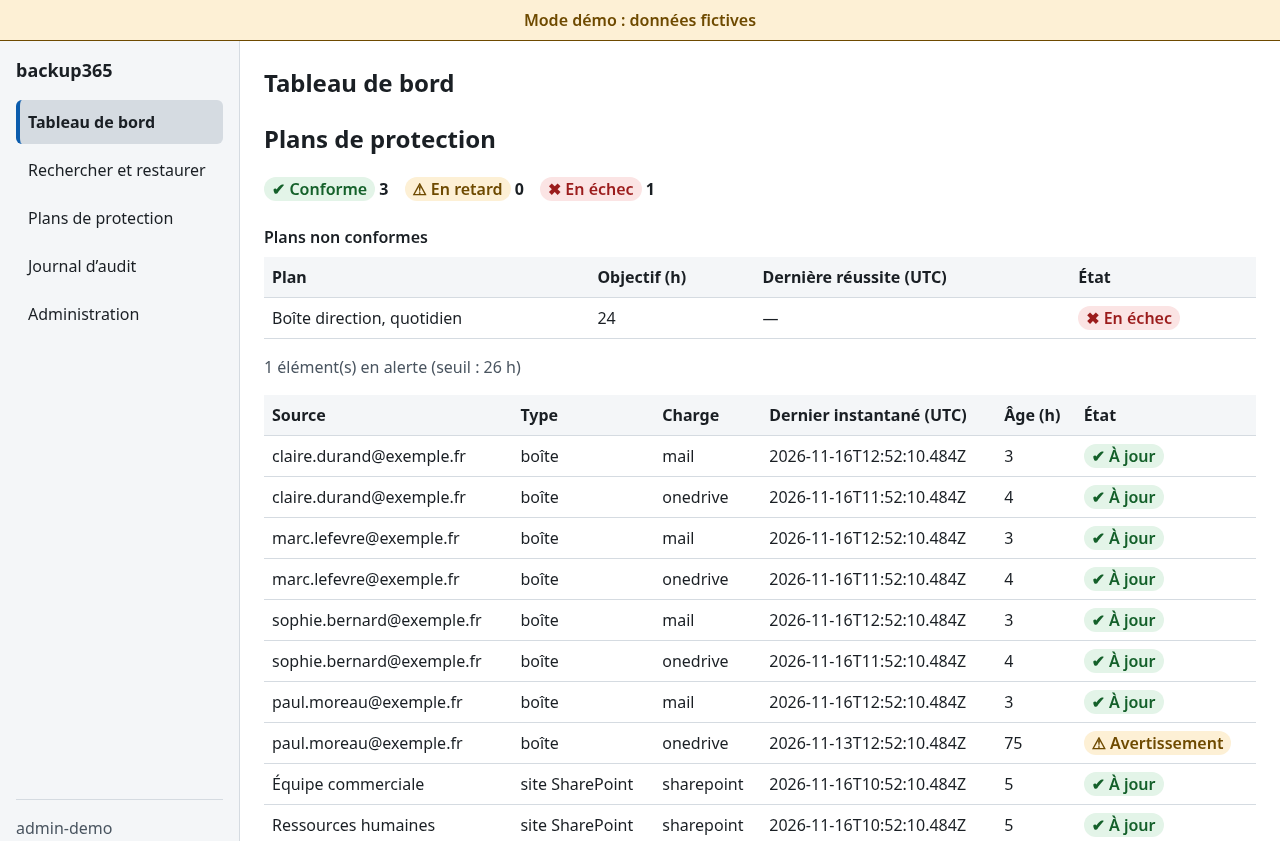 Mode démo : données fictives
backup365
Tableau de bord
Rechercher et restaurer
Plans de protection
Journal d’audit
Administration
admin-demo
Tableau de bord
Plans de protection
✔ Conforme 3 ⚠ En retard 0 ✖ En échec 1
Plans non conformes
Plan Objectif (h) Dernière réussite (UTC) État
Boîte direction, quotidien 24 — ✖ En échec
1 élément(s) en alerte (seuil : 26 h)
Source Type Charge Dernier instantané (UTC) Âge (h) État
claire.durand@exemple.fr boîte mail 2026-11-16T12:52:10.484Z 3 ✔ À jour
claire.durand@exemple.fr boîte onedrive 2026-11-16T11:52:10.484Z 4 ✔ À jour
marc.lefevre@exemple.fr boîte mail 2026-11-16T12:52:10.484Z 3 ✔ À jour
marc.lefevre@exemple.fr boîte onedrive 2026-11-16T11:52:10.484Z 4 ✔ À jour
sophie.bernard@exemple.fr boîte mail 2026-11-16T12:52:10.484Z 3 ✔ À jour
sophie.bernard@exemple.fr boîte onedrive 2026-11-16T11:52:10.484Z 4 ✔ À jour
paul.moreau@exemple.fr boîte mail 2026-11-16T12:52:10.484Z 3 ✔ À jour
paul.moreau@exemple.fr boîte onedrive 2026-11-13T12:52:10.484Z 75 ⚠ Avertissement
Équipe commerciale site SharePoint sharepoint 2026-11-16T10:52:10.484Z 5 ✔ À jour
Ressources humaines site SharePoint sharepoint 2026-11-16T10:52:10.484Z 5 ✔ À jour